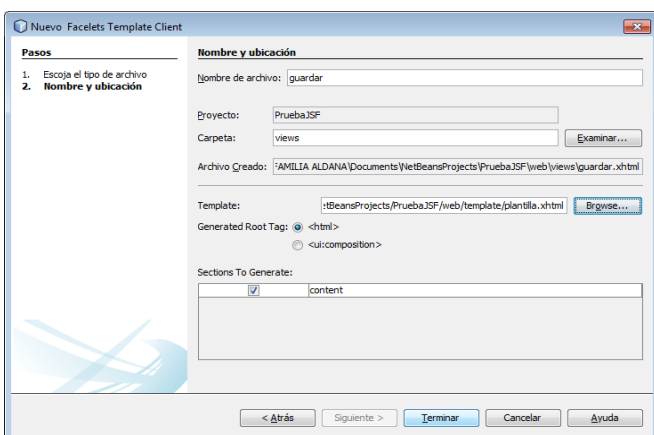 Nuevo Facelets Template Client
Pasos
1. Escoja el tipo de archivo
2. Nombre y ubicación
Nombre y ubicación
Nombre de archivo: guardar
Proyecto: PruebaJSF
Carpeta: views Examinar...
Archivo Creado: FAMILIA ALDANA\Documents\NetBeansProjects\PruebaJSF\web\views\guardar.xhtml
Template: :tBeansProjects/PruebaJSF/web/template/plantilla.xhtml Browse...
Generated Root Tag: <html>
<ui:composition>
Sections To Generate:
content
< Atrás Siguiente > Terminar Cancelar Ayuda